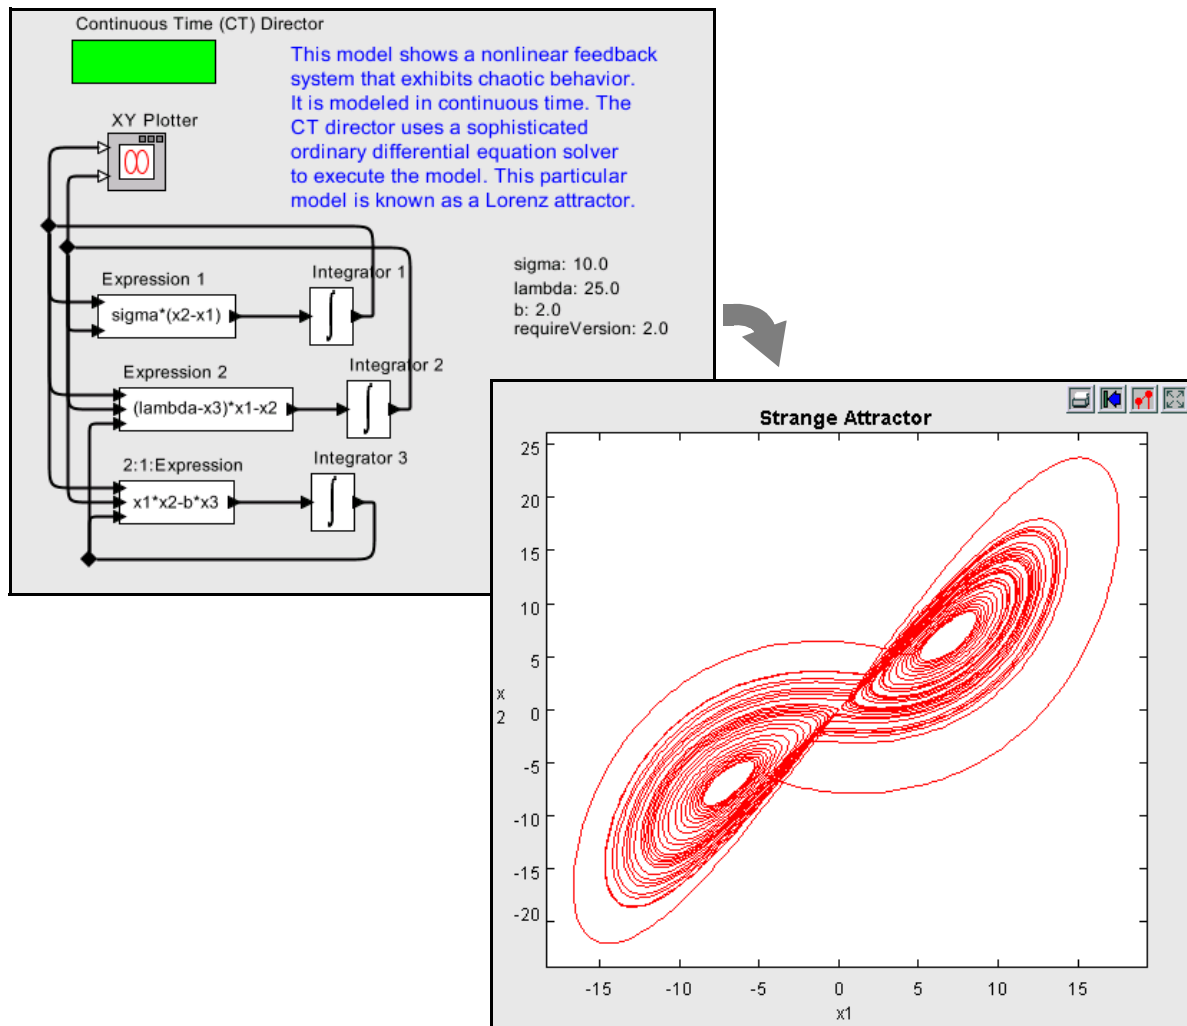 Continuous Time (CT) Director
This model shows a nonlinear feedback
system that exhibits chaotic behavior.
It is modeled in continuous time. The
CT director uses a sophisticated
ordinary differential equation solver
to execute the model. This particular
model is known as a Lorenz attractor.
XY Plotter
Expression 1
sigma*(x2-x1)
Integrator 1
∫
sigma: 10.0
lambda: 25.0
b: 2.0
requireVersion: 2.0
Expression 2
(lambda-x3)*x1-x2
Integrator 2
∫
2:1:Expression
x1*x2-b*x3
Integrator 3
∫
Strange Attractor
25
20
15
10
5
0
-5
-10
-15
-20
x
2
-15 -10 -5 0 5 10 15
x1